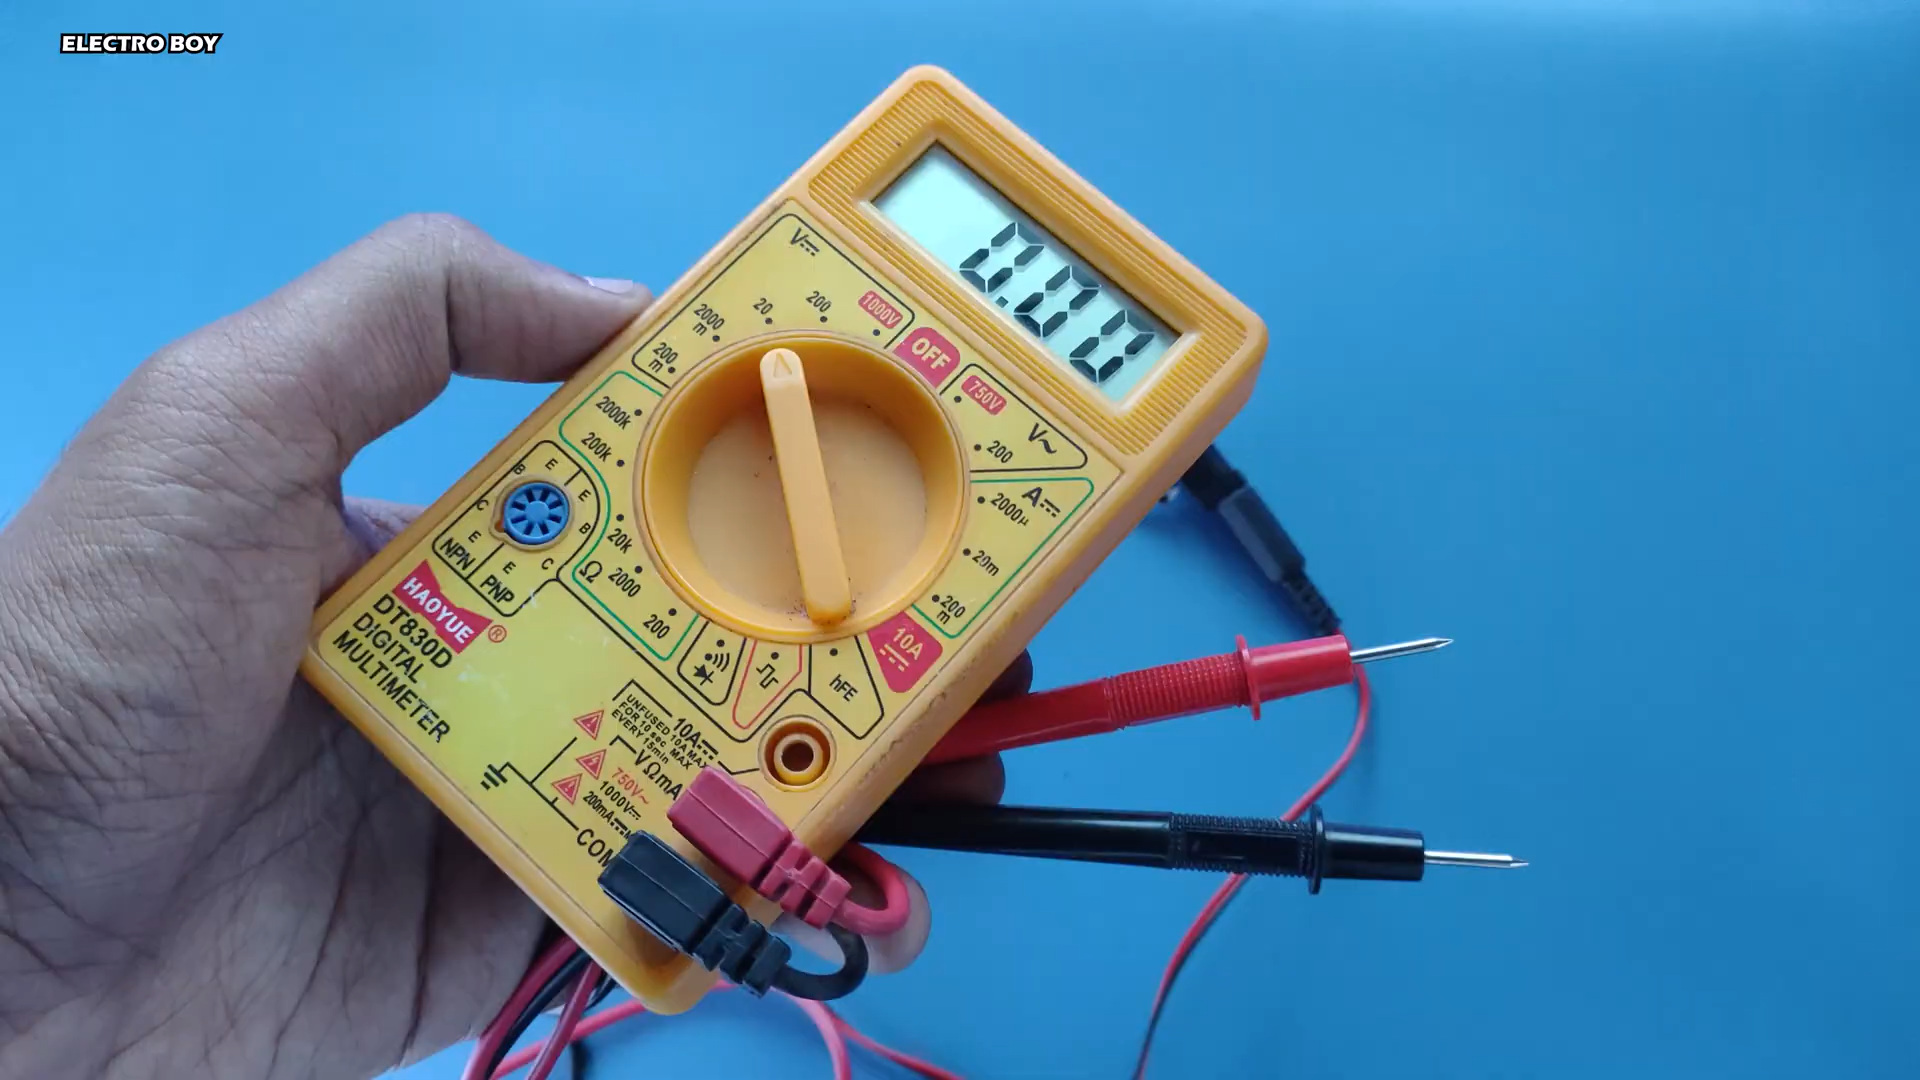 ELECTRO BOY
0.00
V⎓
200
m
2000
m
20
200
1000V
OFF
750V
V~
200
A⎓
2000µ
20m
200
m
10A
⎓
hFE
2000k
200k
20k
Ω
2000
200
B E
E
C
B
E
E
C
NPN
PNP
HAOYUE ®
DT830D
DIGITAL
MULTIMETER
10A⎓
UNFUSED 10A MAX
FOR 10 sec MAX
EVERY 15min
VΩmA
750V~
1000V⎓
200mA⎓
COM